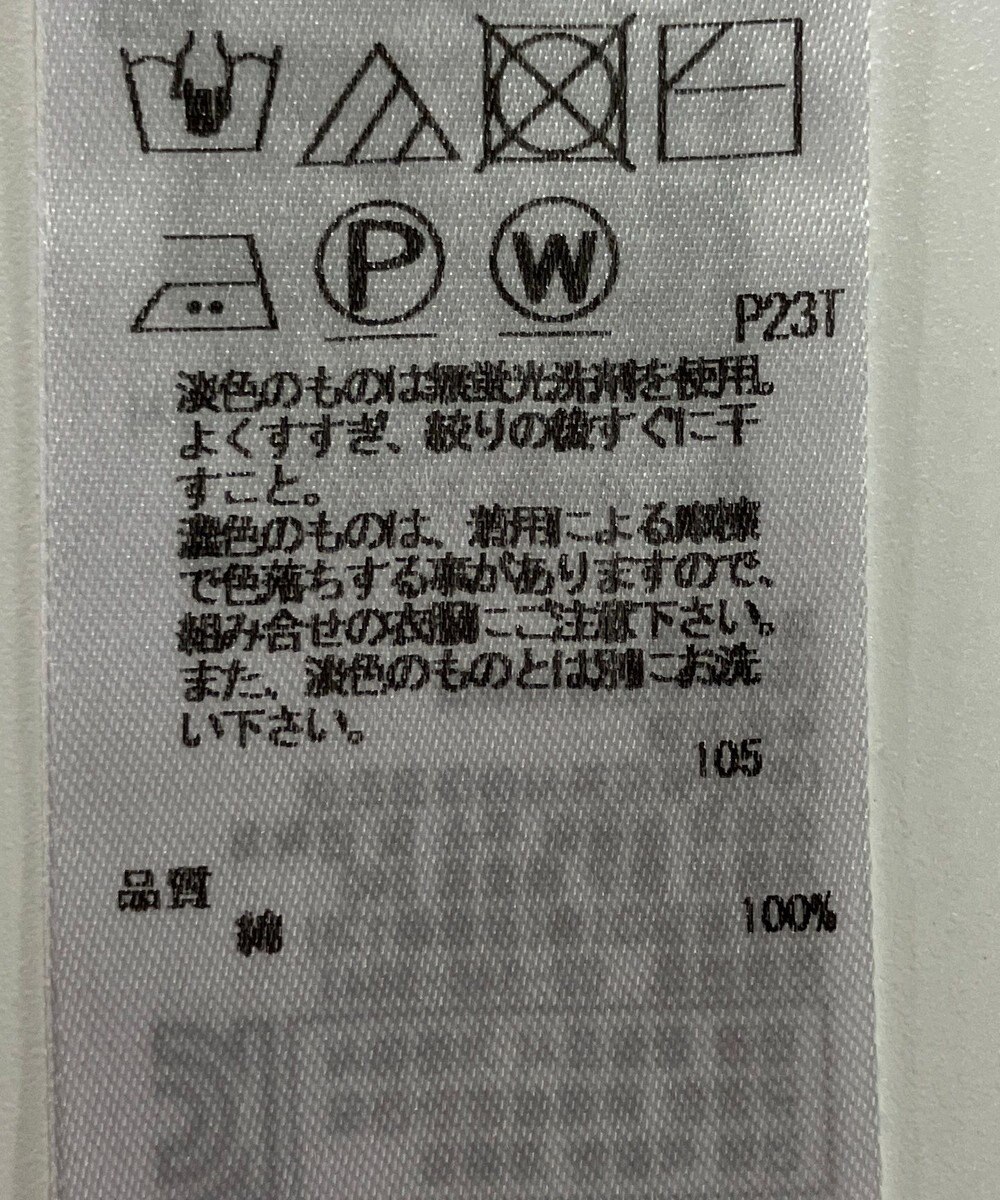 P
W
P23T
淡色のものは無蛍光洗剤を使用。
よくすすぎ、絞りの後すぐに干
すこと。
濃色のものは、着用による摩擦
で色落ちする事がありますので、
組み合せの衣類にご注意下さい。
また、淡色のものとは別にお洗
い下さい。
105
品質
綿 100%